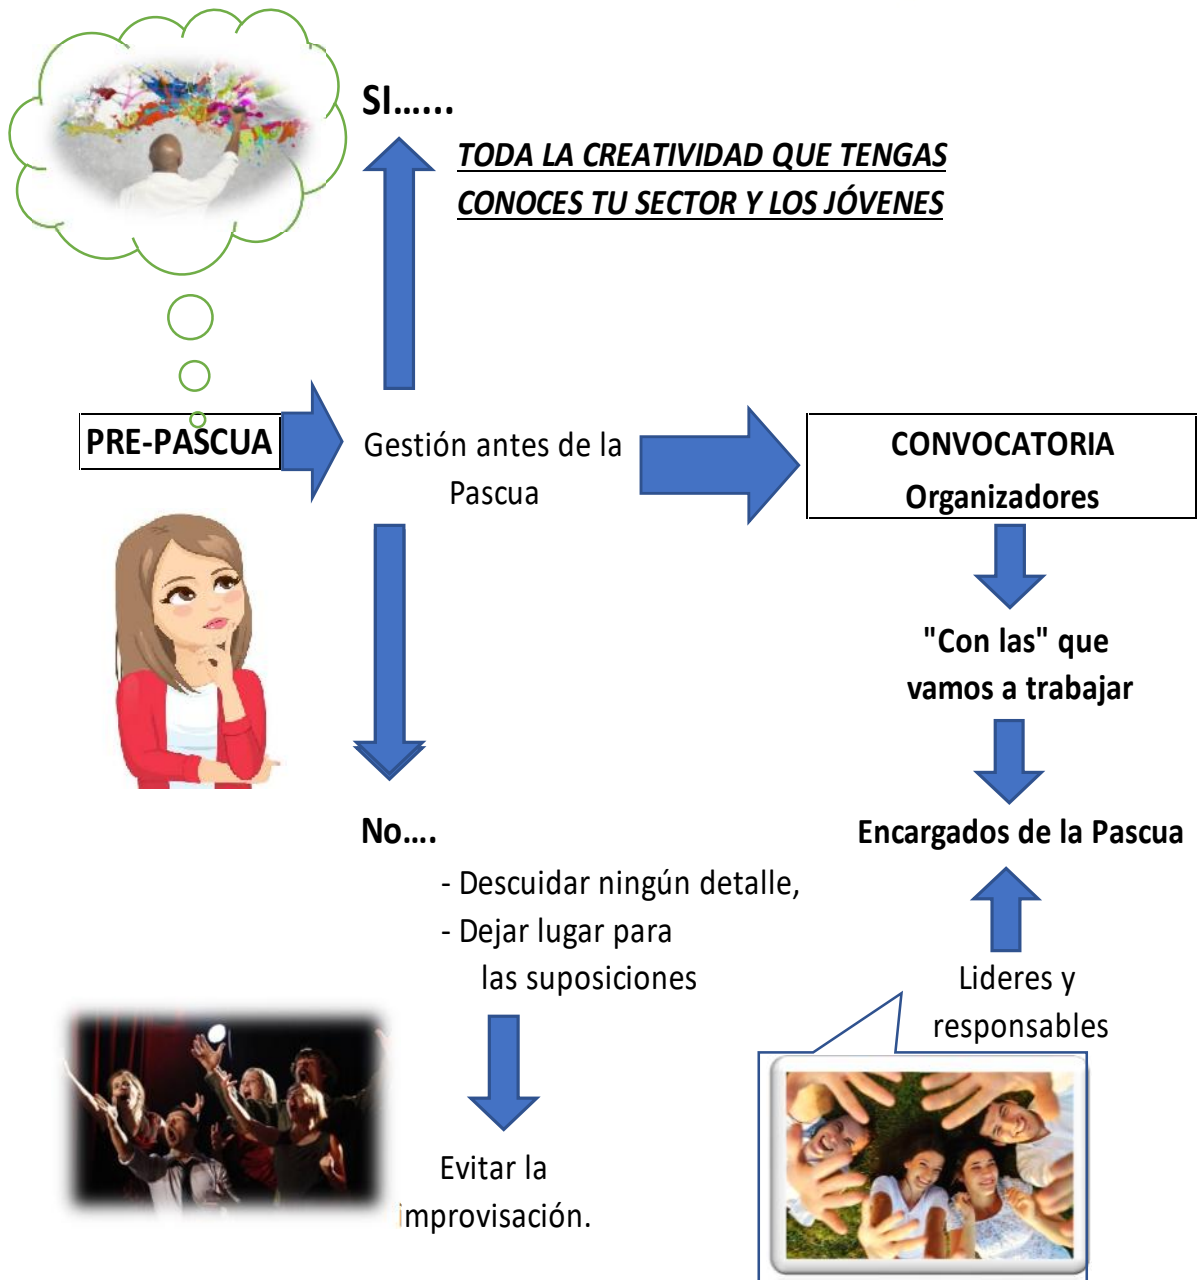 SI......
TODA LA CREATIVIDAD QUE TENGAS
CONOCES TU SECTOR Y LOS JÓVENES
PRE-PASCUA
Gestión antes de la
Pascua
CONVOCATORIA
Organizadores
"Con las" que
vamos a trabajar
Encargados de la Pascua
Lideres y
responsables
No....
- Descuidar ningún detalle,
- Dejar lugar para
las suposiciones
Evitar la
improvisación.